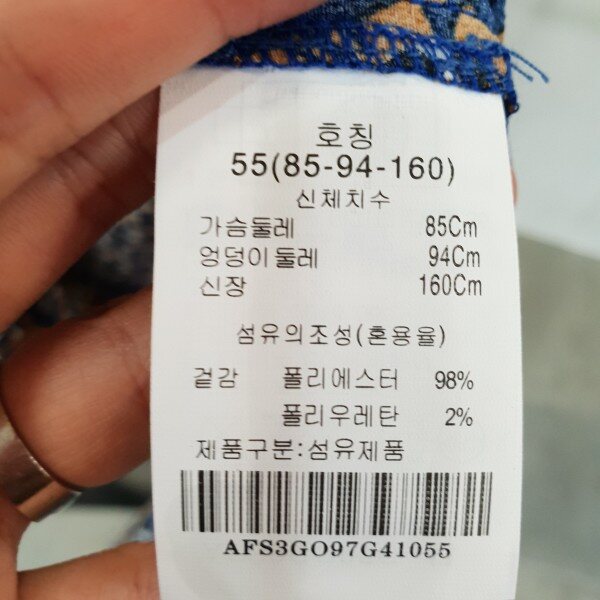 호칭
55(85-94-160)
신체치수
가슴둘레 85Cm
엉덩이둘레 94Cm
신장 160Cm
섬유의조성(혼용율)
겉감 폴리에스터 98%
폴리우레탄 2%
제품구분:섬유제품
AFS3GO97G41055